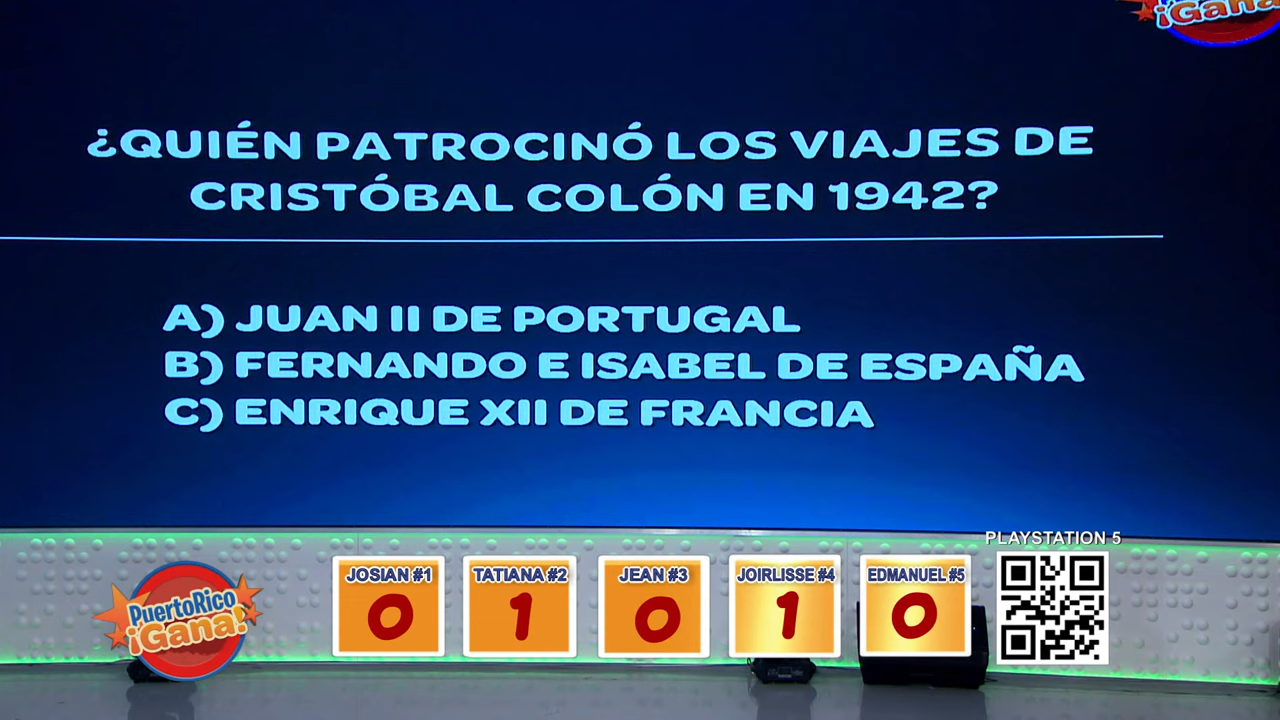 ¡Gana
¿QUIÉN PATROCINÓ LOS VIAJES DE
CRISTÓBAL COLÓN EN 1942?
A) JUAN II DE PORTUGAL
B) FERNANDO E ISABEL DE ESPAÑA
C) ENRIQUE XII DE FRANCIA
PLAYSTATION 5
JOSIAN #1
0
TATIANA #2
1
JEAN #3
0
JOIRLISSE #4
1
EDMANUEL #5
0
PuertoRico
¡Gana!